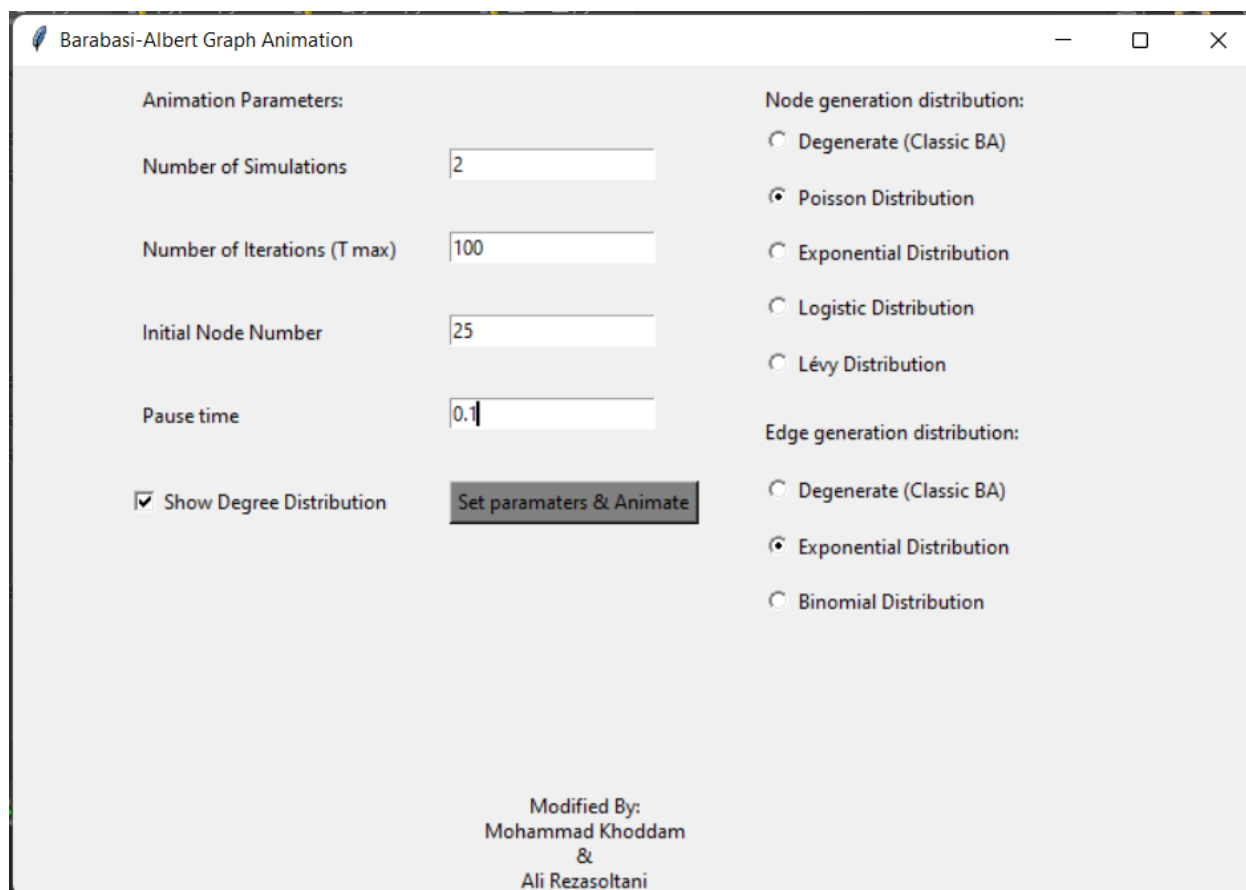 Barabasi-Albert Graph Animation
Animation Parameters:
Number of Simulations
2
Number of Iterations (T max)
100
Initial Node Number
25
Pause time
0.1
Show Degree Distribution
Set paramaters & Animate
Node generation distribution:
Degenerate (Classic BA)
Poisson Distribution
Exponential Distribution
Logistic Distribution
Lévy Distribution
Edge generation distribution:
Degenerate (Classic BA)
Exponential Distribution
Binomial Distribution
Modified By:
Mohammad Khoddam
&
Ali Rezasoltani